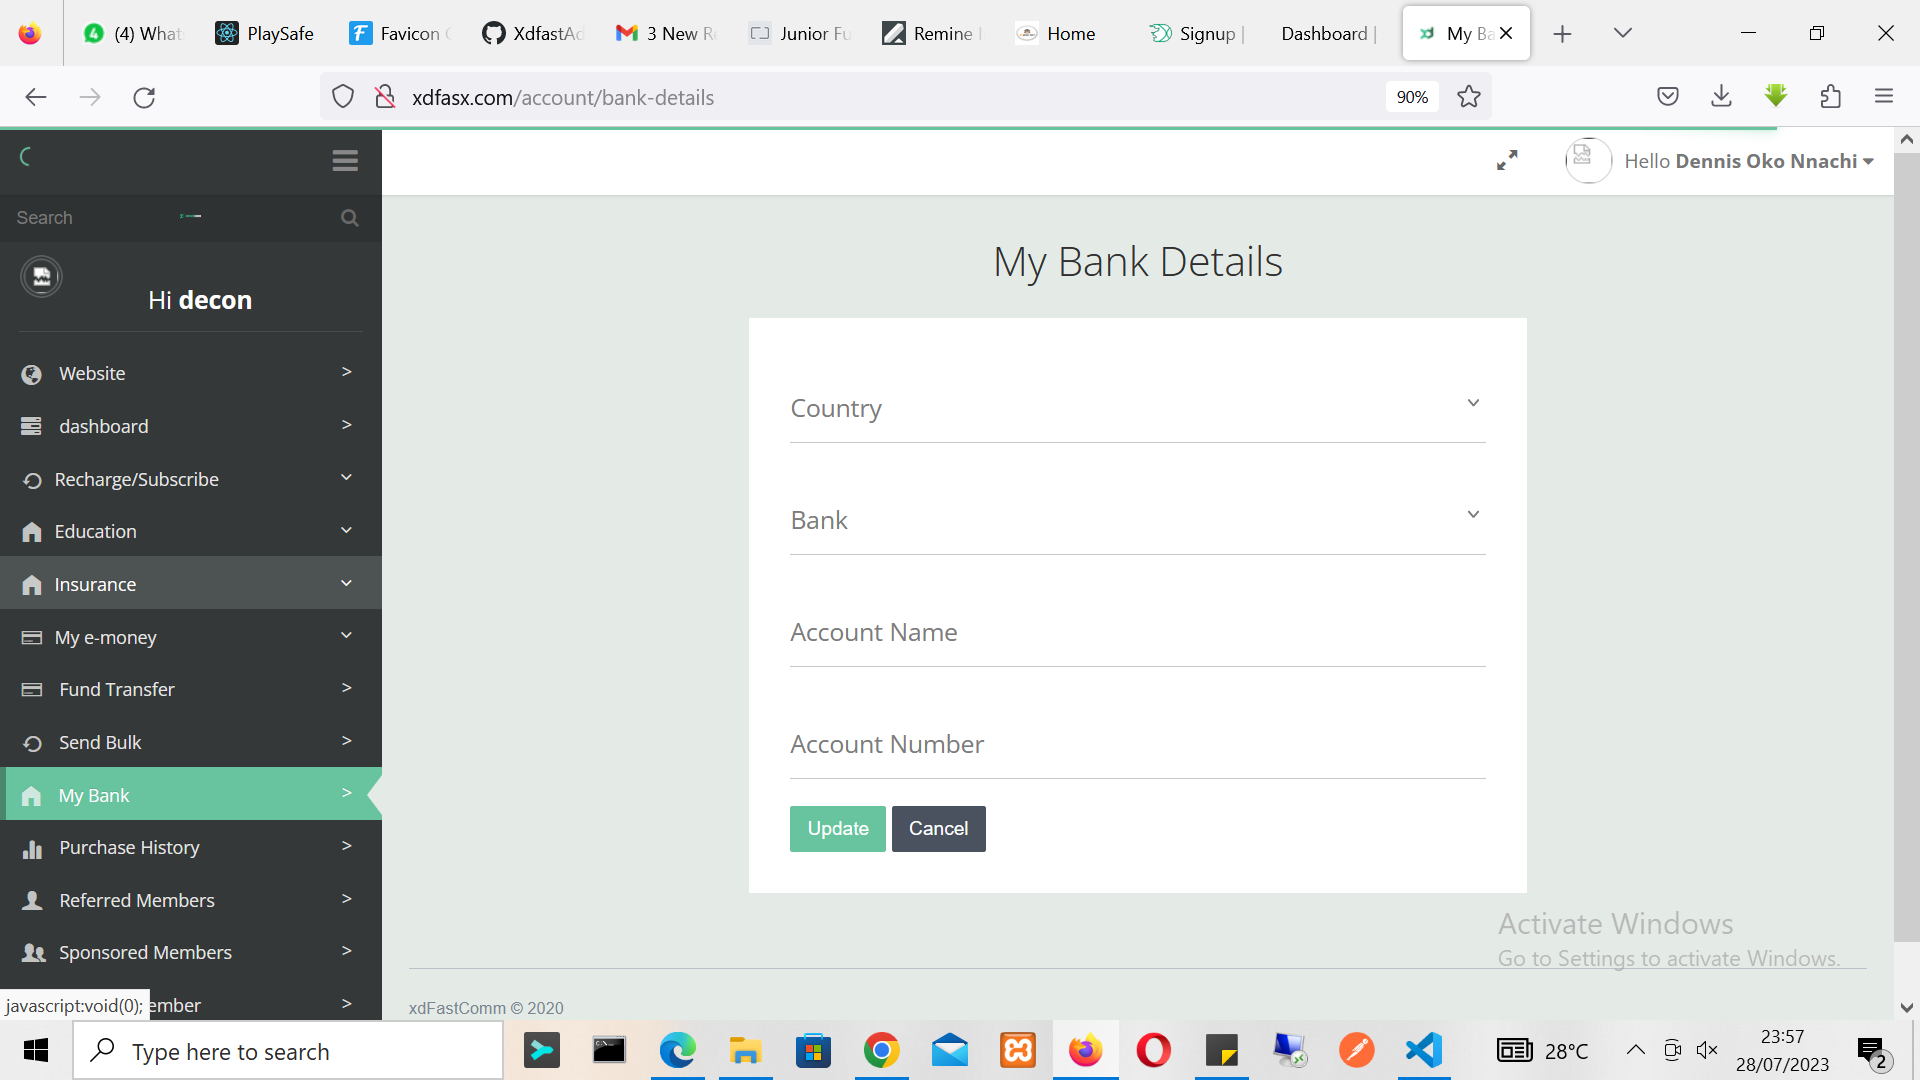 (4) What
PlaySafe
Favicon
XdfastAd
3 New Re
Junior Fu
Remine
Home
Signup |
Dashboard |
My Ba
xdfasx.com/account/bank-details
90%
Hello Dennis Oko Nnachi
Search
Hi decon
Website >
dashboard >
Recharge/Subscribe
Education
Insurance
My e-money
Fund Transfer >
Send Bulk >
My Bank >
Purchase History >
Referred Members >
Sponsored Members >
javascript:void(0);
ember >
My Bank Details
Country
Bank
Account Name
Account Number
Update
Cancel
Activate Windows
Go to Settings to activate Windows.
xdFastComm © 2020
Type here to search
28°C
23:57
28/07/2023
2